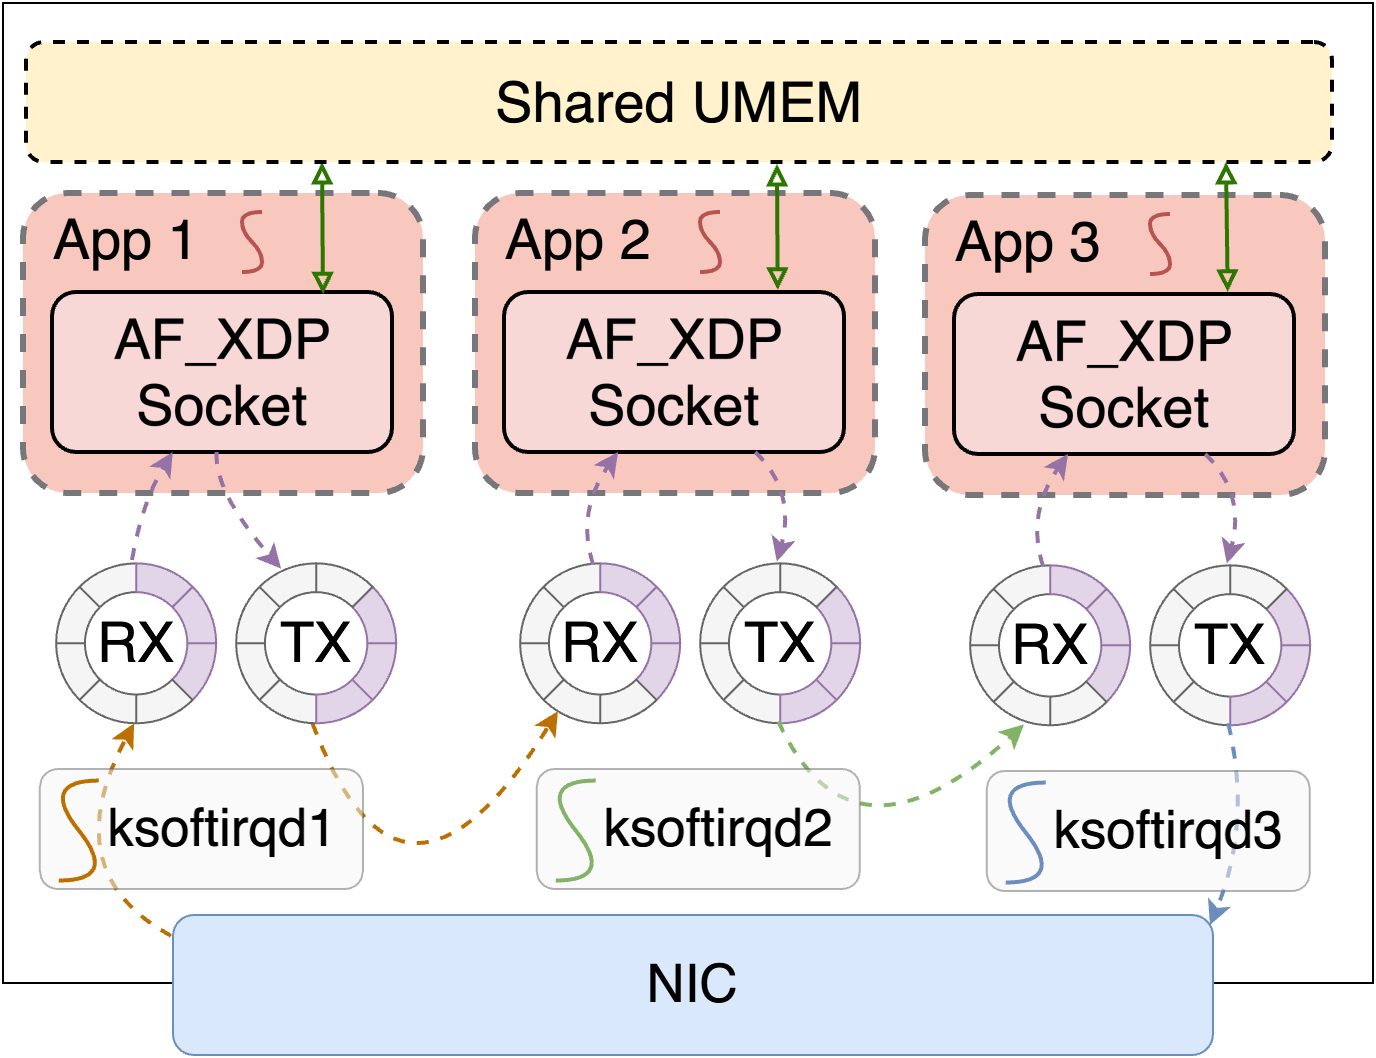 Shared UMEM
App 1
App 2
App 3
AF_XDP
Socket
AF_XDP
Socket
AF_XDP
Socket
RX
TX
RX
TX
RX
TX
ksoftirqd1
ksoftirqd2
ksoftirqd3
NIC